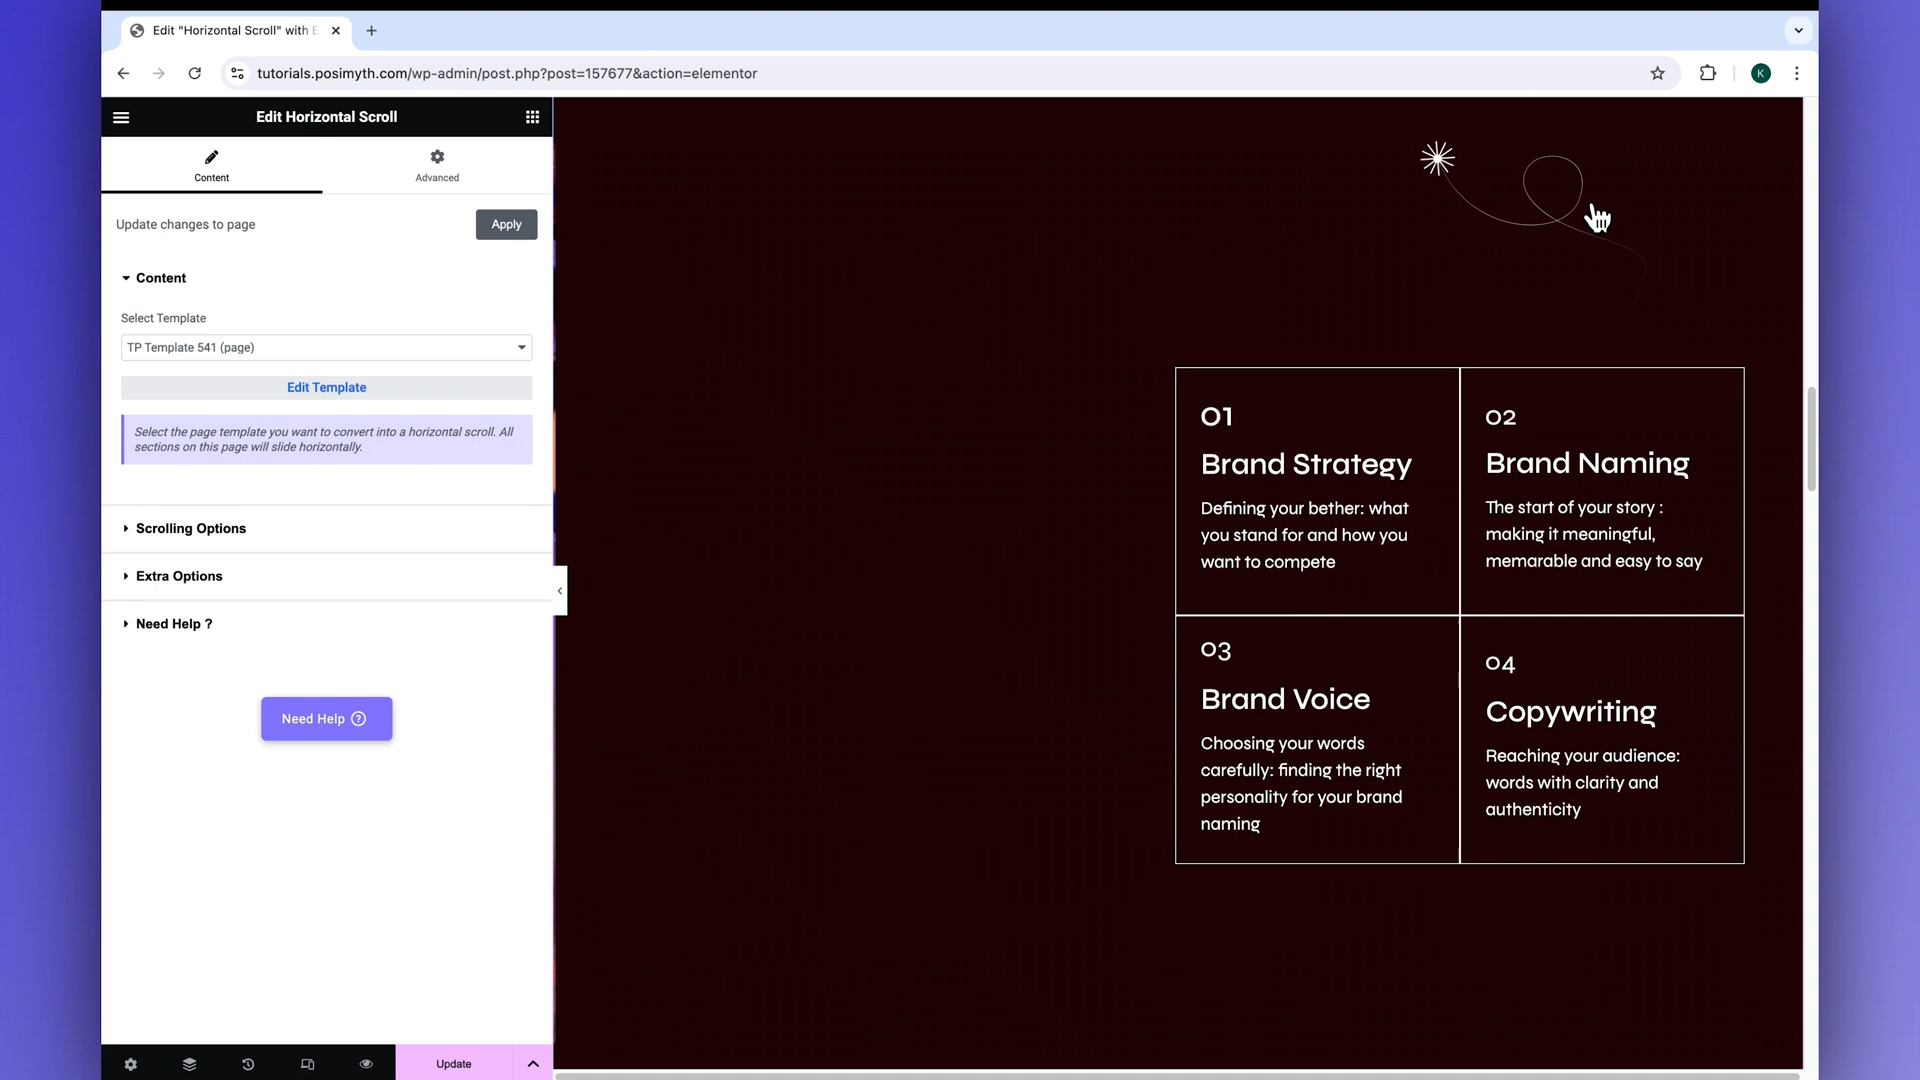 Edit "Horizontal Scroll" with E
tutorials.posimyth.com/wp-admin/post.php?post=157677&action=elementor
K
Edit Horizontal Scroll
Content
Advanced
Update changes to page
Apply
Content
Select Template
TP Template 541 (page)
Edit Template
Select the page template you want to convert into a horizontal scroll. All
sections on this page will slide horizontally.
Scrolling Options
Extra Options
Need Help ?
Need Help
Update
01
Brand Strategy
Defining your bether: what
you stand for and how you
want to compete
02
Brand Naming
The start of your story :
making it meaningful,
memarable and easy to say
03
Brand Voice
Choosing your words
carefully: finding the right
personality for your brand
naming
04
Copywriting
Reaching your audience:
words with clarity and
authenticity